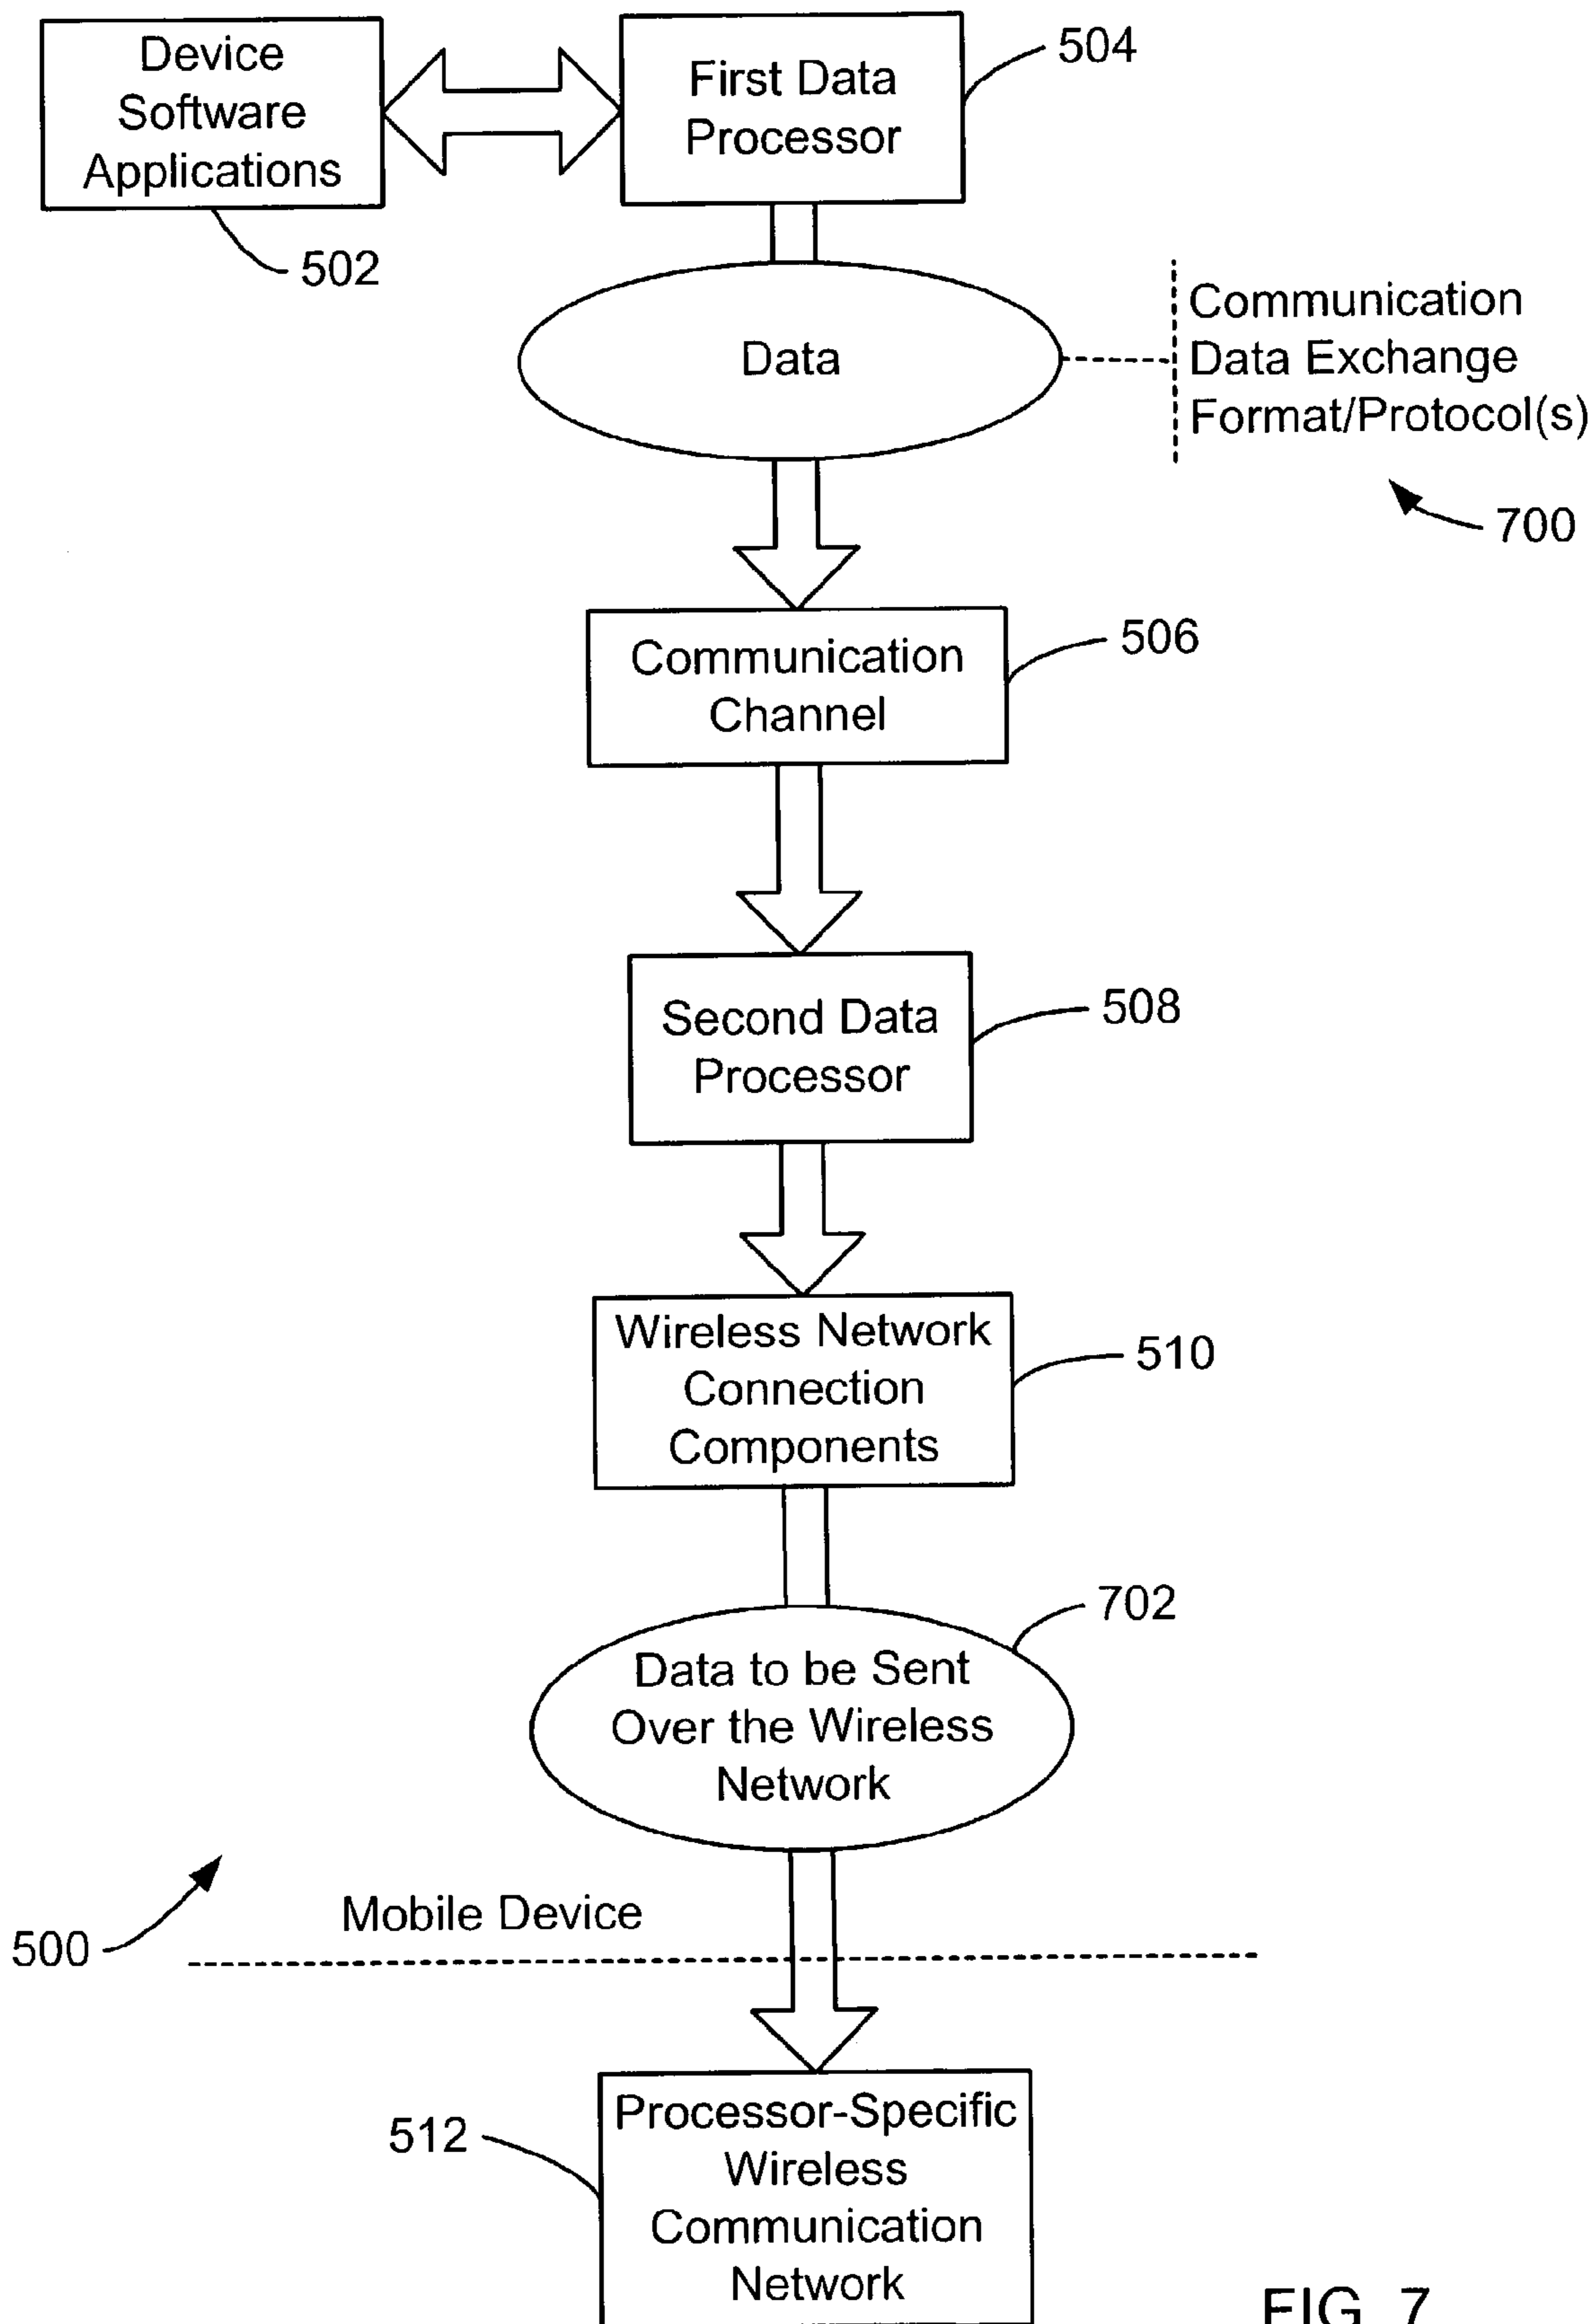 Device
Software
Applications
First Data
Processor
504
502
Data
Communication
Data Exchange
Format/Protocol(s)
700
Communication
Channel
506
Second Data
Processor
508
Wireless Network
Connection
Components
510
702
Data to be Sent
Over the Wireless
Network
Mobile Device
500
Processor-Specific
Wireless
Communication
Network
512
FIG. 7